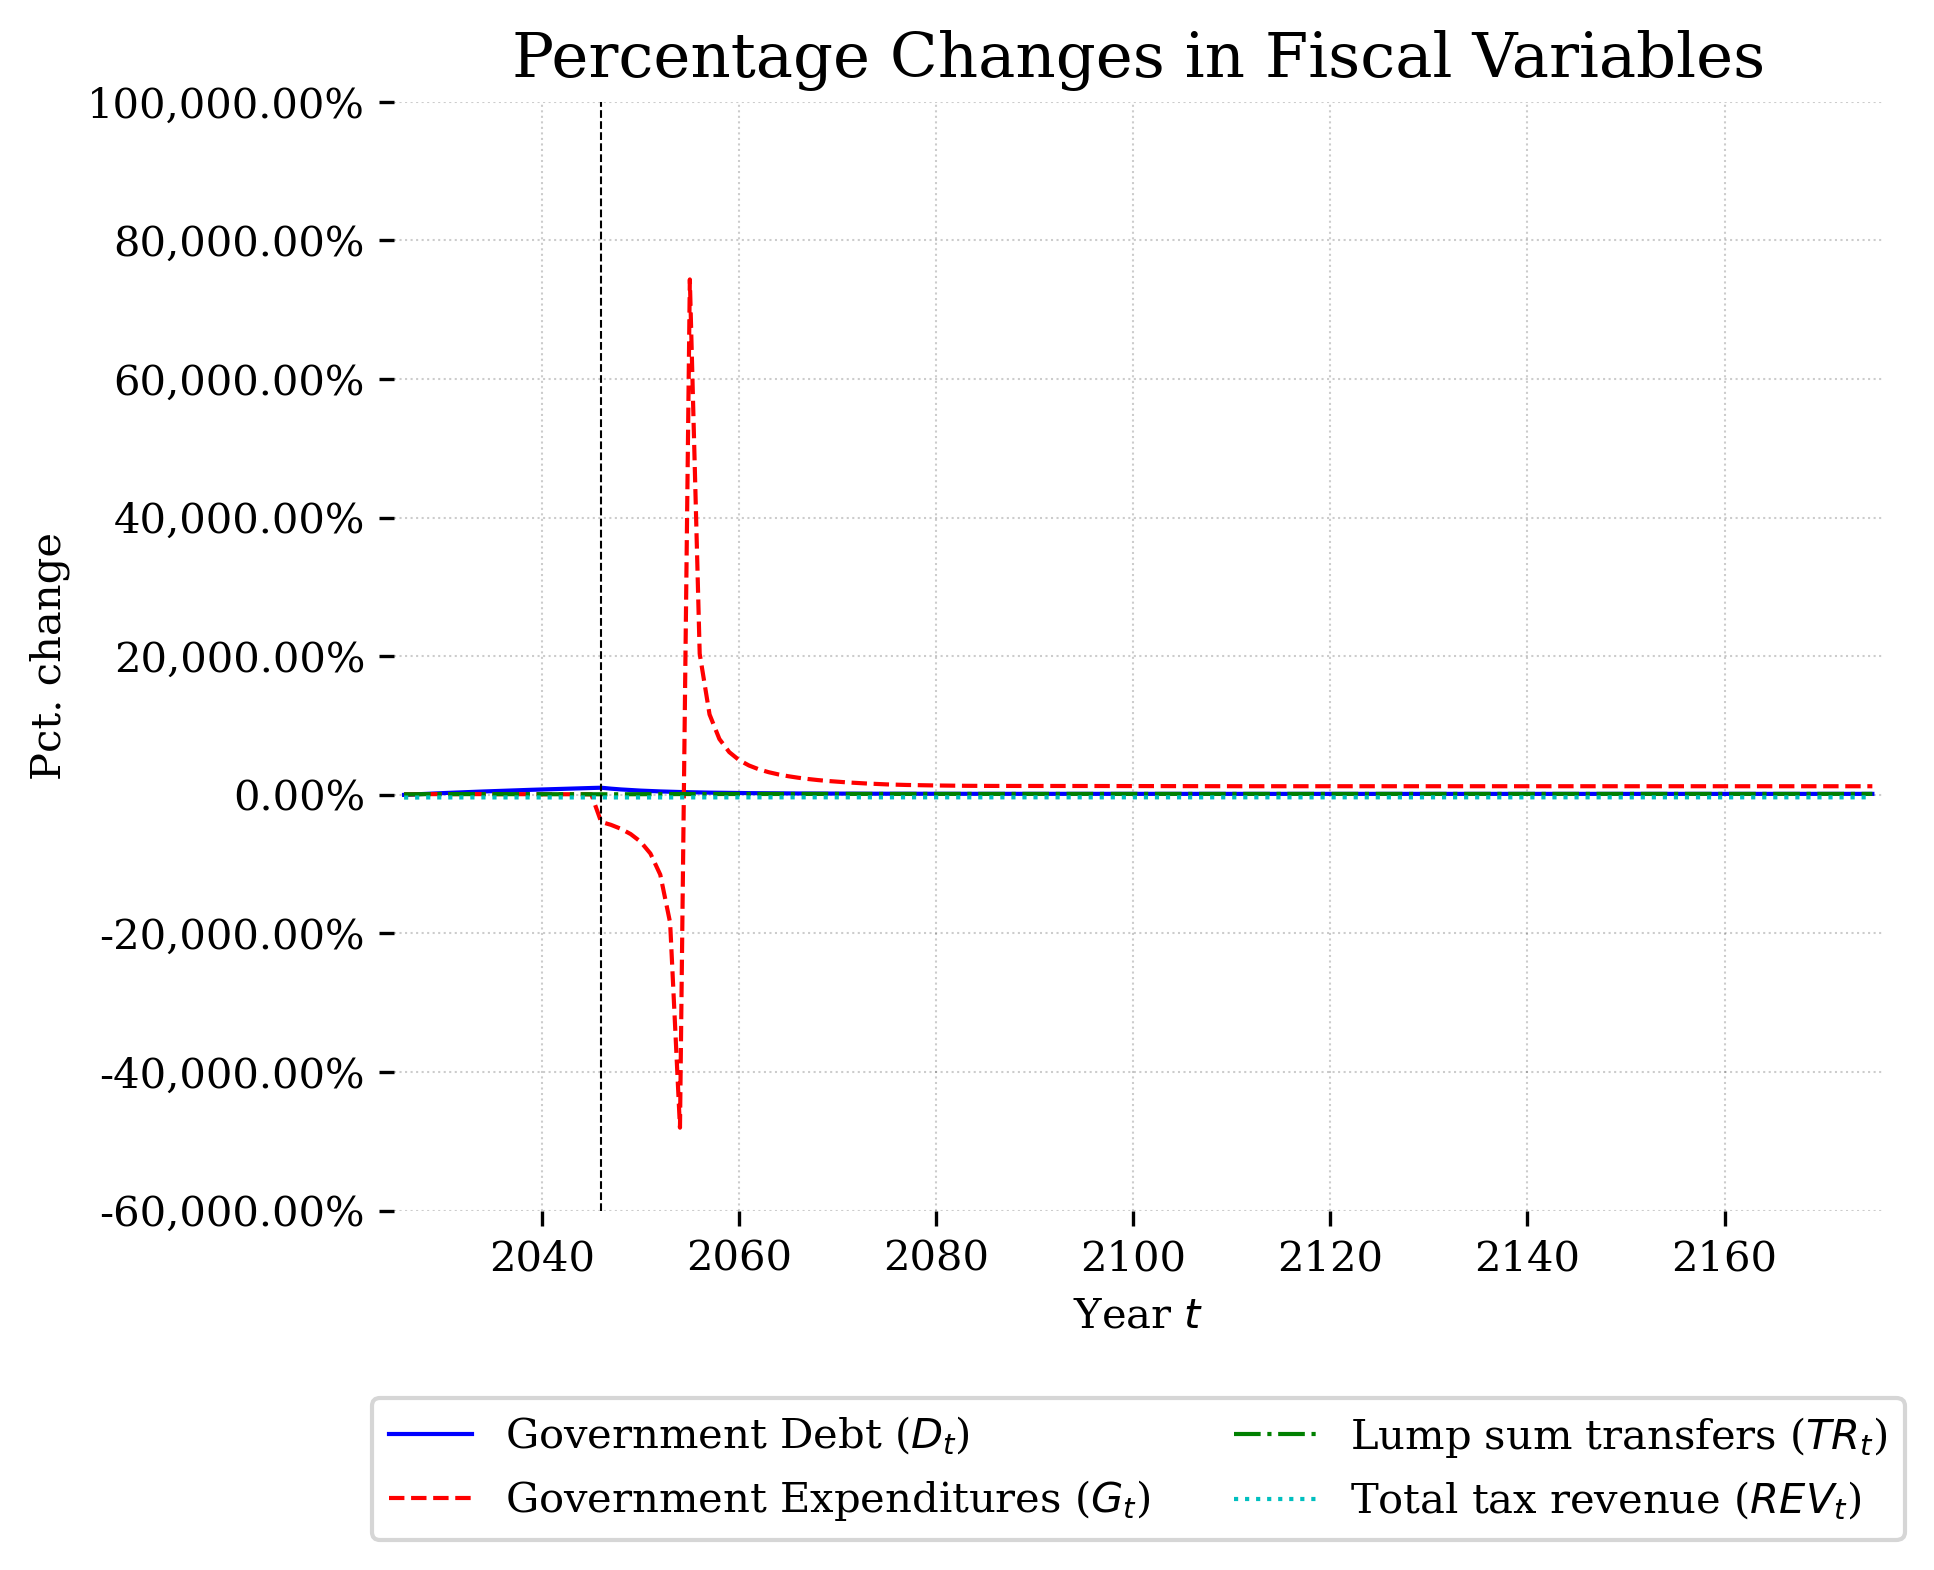 Percentage Changes in Fiscal Variables
100,000.00%
80,000.00%
60,000.00%
40,000.00%
20,000.00%
0.00%
-20,000.00%
-40,000.00%
-60,000.00%
Pct. change
2040 2060 2080 2100 2120 2140 2160
Year t
Government Debt (D_t)
Government Expenditures (G_t)
Lump sum transfers (TR_t)
Total tax revenue (REV_t)